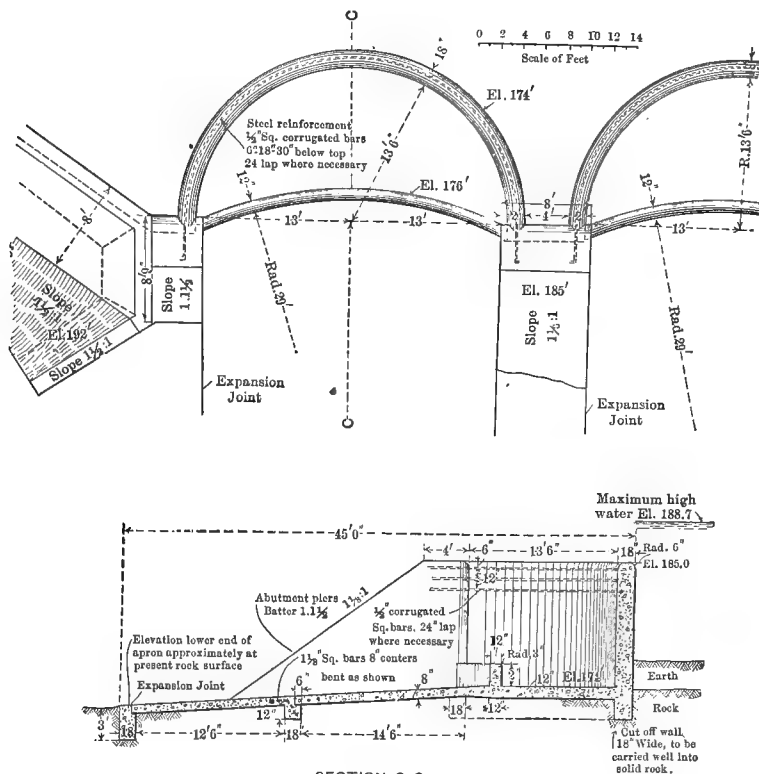 C
18"
0 2 4 6 8 10 12 14
Scale of Feet
El. 174'
Steel reinforcement
½" Sq. corrugated bars
6" 18" 30" below top
24 lap where necessary
13'6"
R.13'6"
12"
El. 176'
12"
8'
8'
2'
4'
13'
13'
13'
8'0"
Slope
1.1½
Rad. 29'
El. 185'
Slope
1½:1
Rad. 29'
Slope
1½:1
El. 192'
Slope 1½:1
Expansion
Joint
Expansion
Joint
C
Maximum high
water El. 188.7
45'0"
4'
6"
13'6"
18"
Rad. 6"
El. 185.0
12"
Abutment piers
Batter 1.1½
1½:1
½" corrugated
Sq. bars. 24" lap
where necessary
12"
Elevation lower end of
apron approximately at
present rock surface
1⅛" Sq. bars 8" centers
bent as shown
Rad. 3"
2'
6"
8"
12"
El. 174
Earth
Expansion Joint
Rock
12"
3'
18"
12'6"
18"
14'6"
18"
12"
Cut off wall,
18" Wide, to be
carried well into
solid rock.